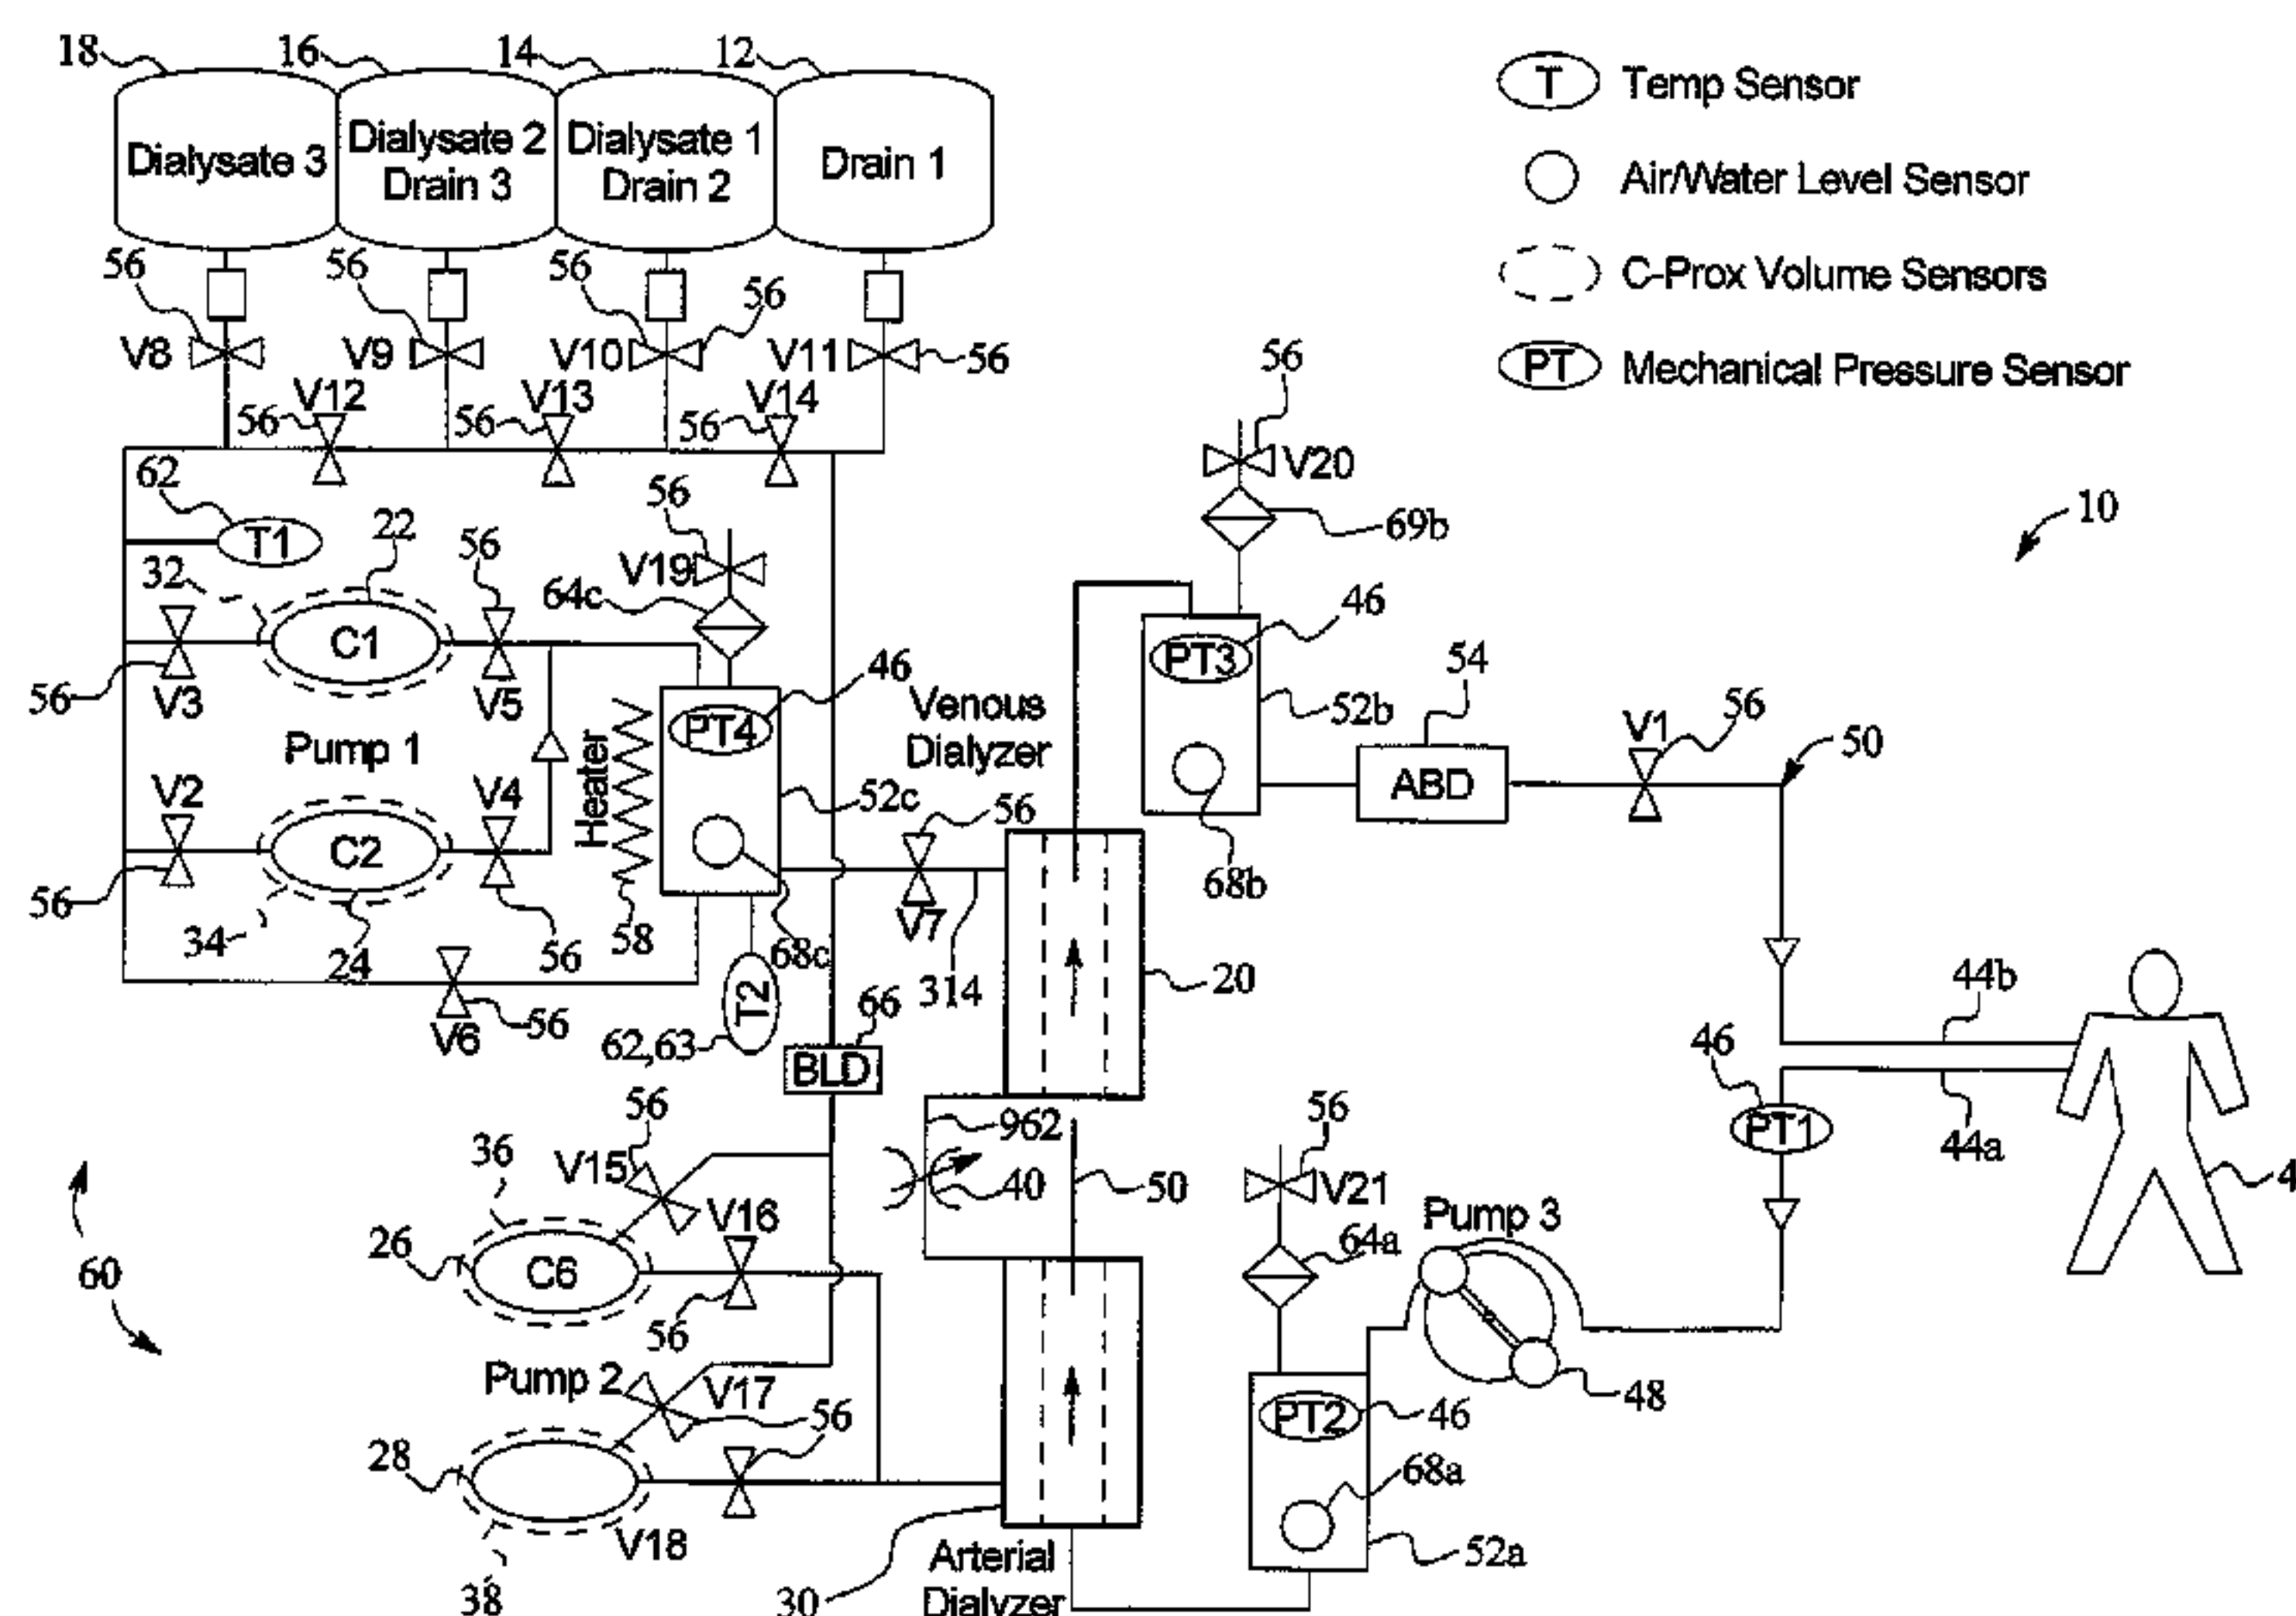 18
16
14
12
Dialysate 3
Dialysate 2
Drain 3
Dialysate 1
Drain 2
Drain 1
T Temp Sensor
Air/Water Level Sensor
C-Prox Volume Sensors
PT Mechanical Pressure Sensor
56
56
56
56
V8
V9
V10
V11
56
V12
V13
V14
56
56
56
56
V20
69b
10
62
T1
22
56
56
V19
64c
32
C1
V3
56
V5
46
PT4
Venous
Dialyzer
46
PT3
52b
54
ABD
V1
56
50
Pump 1
Heater
52c
V2
V4
56
C2
56
34
24
56
58
68c
V7
314
68b
20
V6
56
T2
62,63
66
BLD
44b
46
PT1
44a
4
962
40
50
56
V21
64a
Pump 3
48
56
36
V15
V16
26
C6
56
60
Pump 2
V17
56
28
V18
38
30
Arterial
Dialyzer
PT2
46
68a
52a